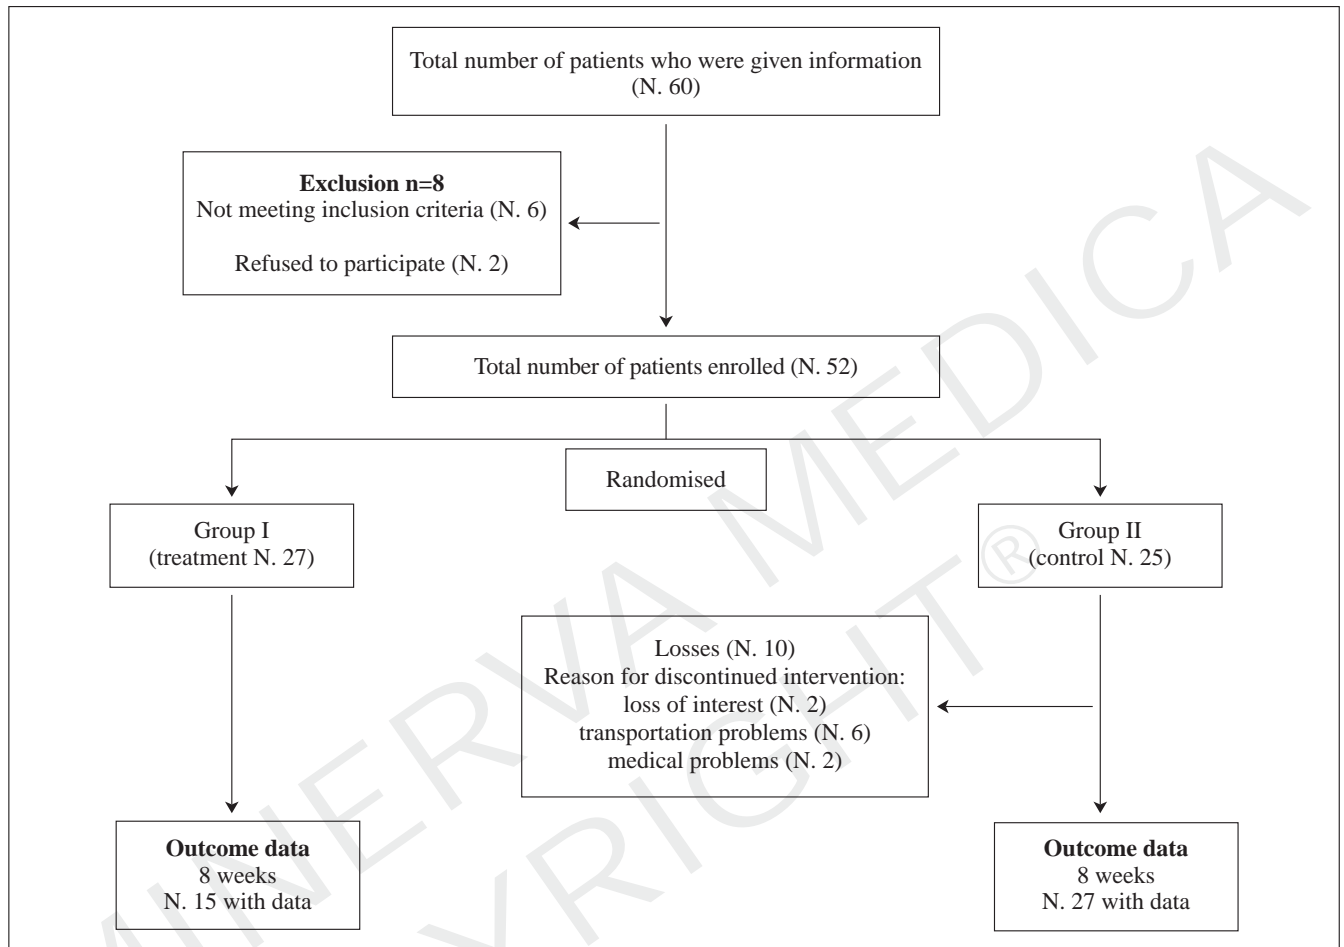 Total number of patients who were given information
(N. 60)
Exclusion n=8
Not meeting inclusion criteria (N. 6)
Refused to participate (N. 2)
Total number of patients enrolled (N. 52)
Randomised
Group I
(treatment N. 27)
Group II
(control N. 25)
Losses (N. 10)
Reason for discontinued intervention:
loss of interest (N. 2)
transportation problems (N. 6)
medical problems (N. 2)
Outcome data
8 weeks
N. 15 with data
Outcome data
8 weeks
N. 27 with data
MINERVA MEDICA
YRIGHT®